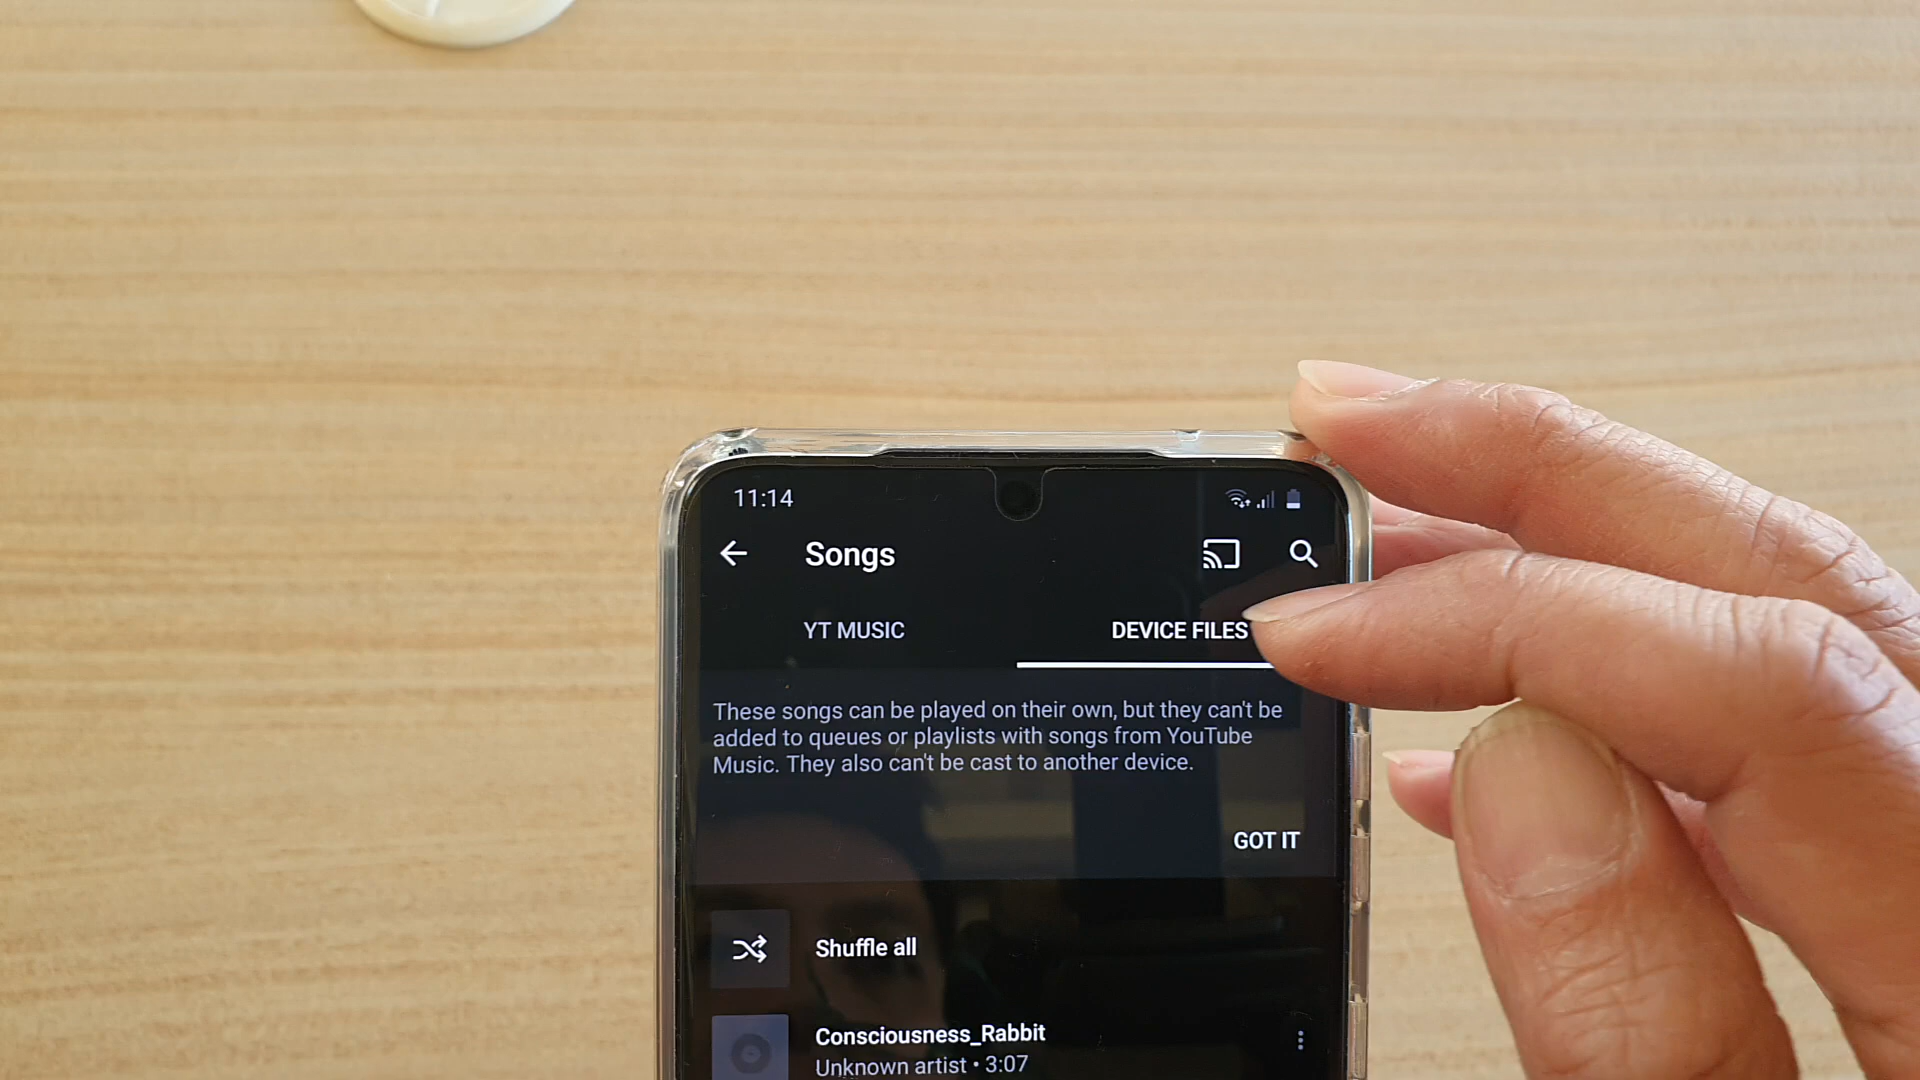 11:14
Songs
YT MUSIC
DEVICE FILES
These songs can be played on their own, but they can't be
added to queues or playlists with songs from YouTube
Music. They also can't be cast to another device.
GOT IT
Shuffle all
Consciousness_Rabbit
Unknown artist • 3:07